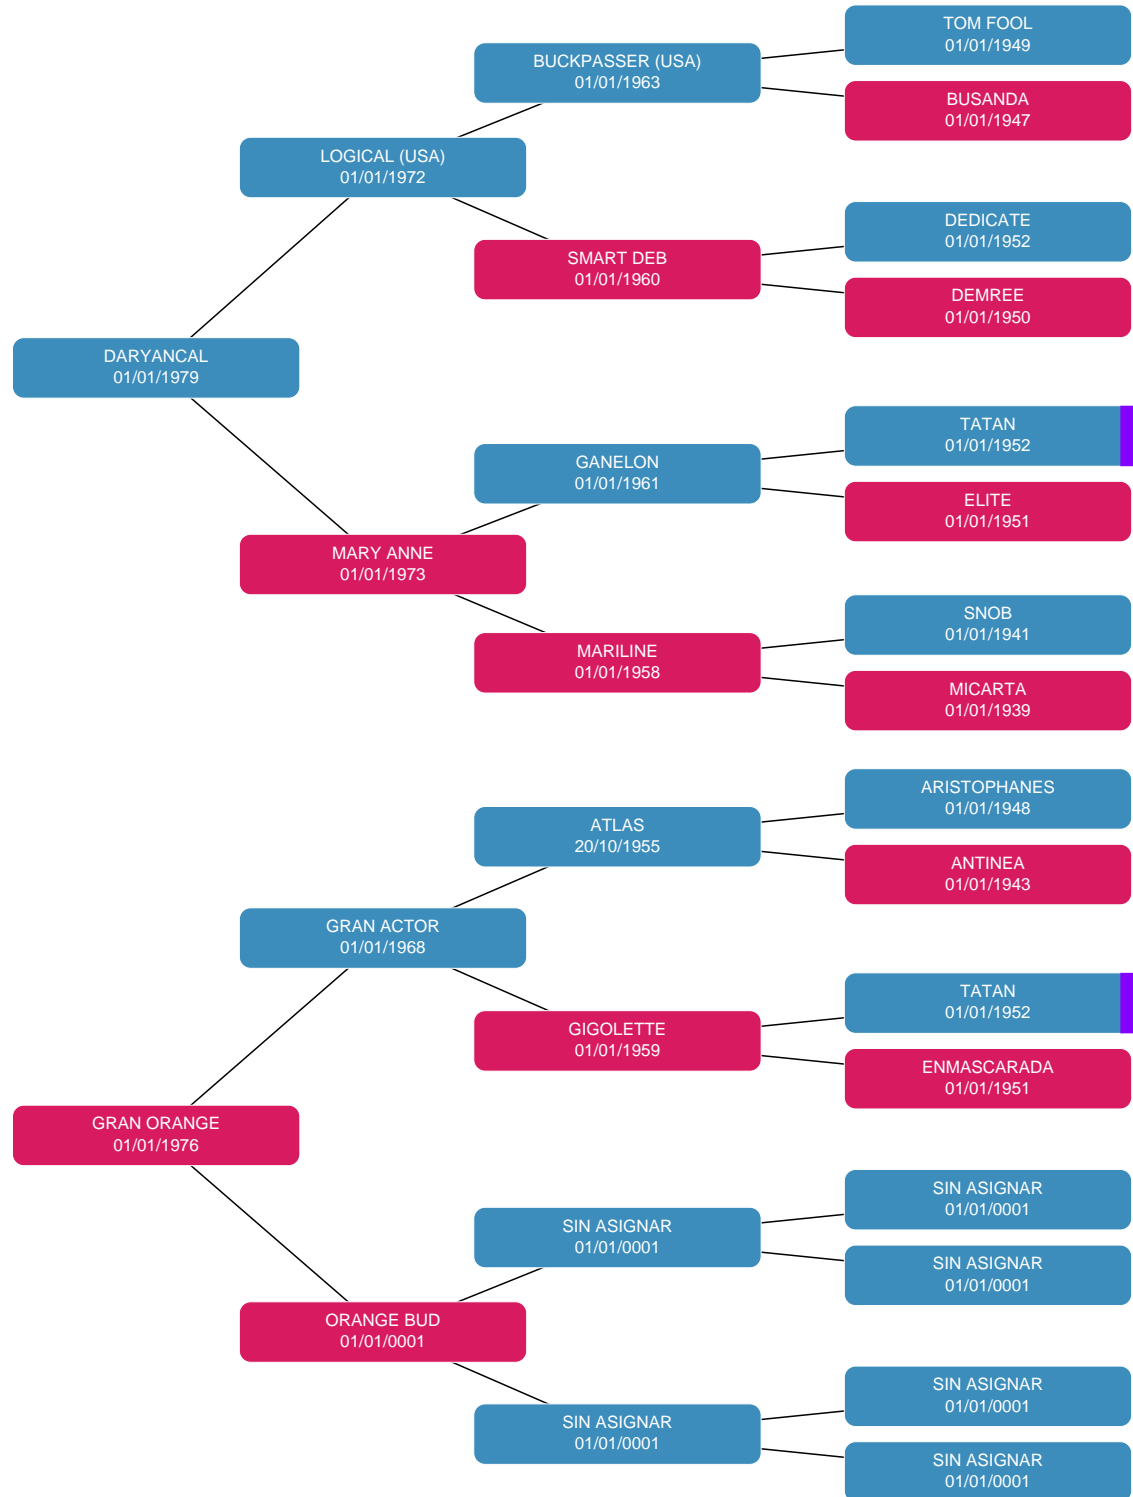 TOM FOOL
01/01/1949
BUCKPASSER (USA)
01/01/1963
BUSANDA
01/01/1947
LOGICAL (USA)
01/01/1972
DEDICATE
01/01/1952
SMART DEB
01/01/1960
DEMREE
01/01/1950
DARYANCAL
01/01/1979
TATAN
01/01/1952
GANELON
01/01/1961
ELITE
01/01/1951
MARY ANNE
01/01/1973
SNOB
01/01/1941
MARILINE
01/01/1958
MICARTA
01/01/1939
ARISTOPHANES
01/01/1948
ATLAS
20/10/1955
ANTINEA
01/01/1943
GRAN ACTOR
01/01/1968
TATAN
01/01/1952
GIGOLETTE
01/01/1959
ENMASCARADA
01/01/1951
GRAN ORANGE
01/01/1976
SIN ASIGNAR
01/01/0001
SIN ASIGNAR
01/01/0001
SIN ASIGNAR
01/01/0001
ORANGE BUD
01/01/0001
SIN ASIGNAR
01/01/0001
SIN ASIGNAR
01/01/0001
SIN ASIGNAR
01/01/0001